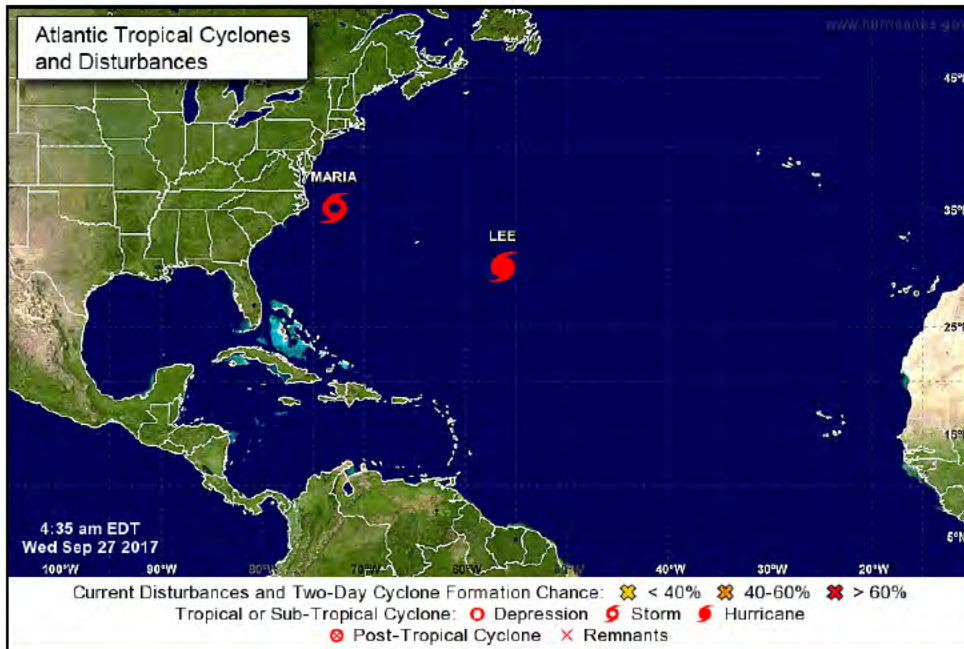 Atlantic Tropical Cyclones
and Disturbances
www.hurricanes.gov
45°N
MARIA
35°N
LEE
25°N
15°N
4:35 am EDT
Wed Sep 27 2017
5°N
100°W 90°W 80°W 70°W 60°W 50°W 40°W 30°W 20°W
Current Disturbances and Two-Day Cyclone Formation Chance: < 40% 40-60% > 60%
Tropical or Sub-Tropical Cyclone: Depression Storm Hurricane
Post-Tropical Cyclone Remnants